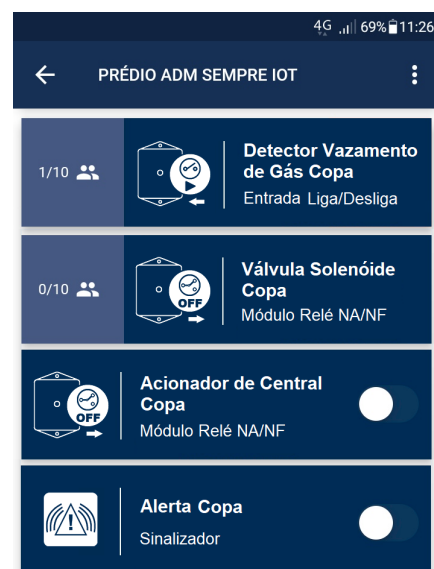 4G 69% 11:26
PRÉDIO ADM SEMPRE IOT
1/10
Detector Vazamento
de Gás Copa
Entrada Liga/Desliga
0/10
OFF
Válvula Solenóide
Copa
Módulo Relé NA/NF
OFF
Acionador de Central
Copa
Módulo Relé NA/NF
Alerta Copa
Sinalizador